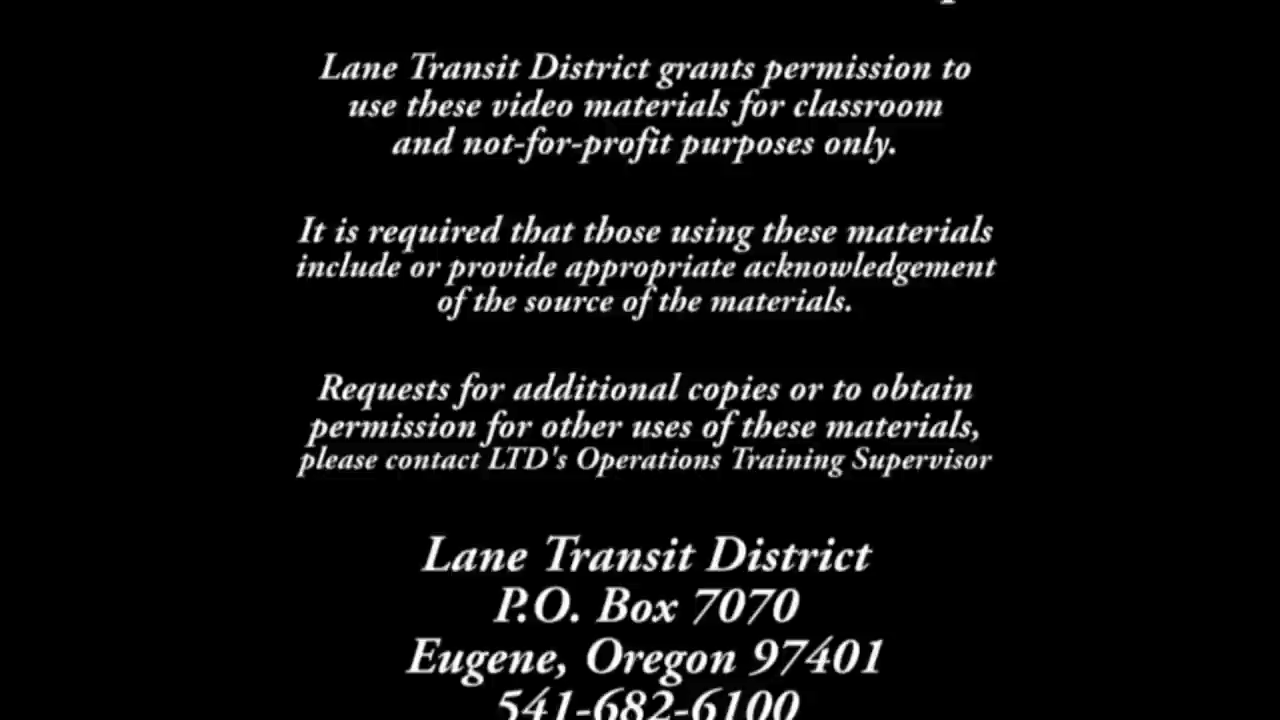 Lane Transit District grants permission to
use these video materials for classroom
and not-for-profit purposes only.
It is required that those using these materials
include or provide appropriate acknowledgement
of the source of the materials.
Requests for additional copies or to obtain
permission for other uses of these materials,
please contact LTD's Operations Training Supervisor
Lane Transit District
P.O. Box 7070
Eugene, Oregon 97401
541-682-6100